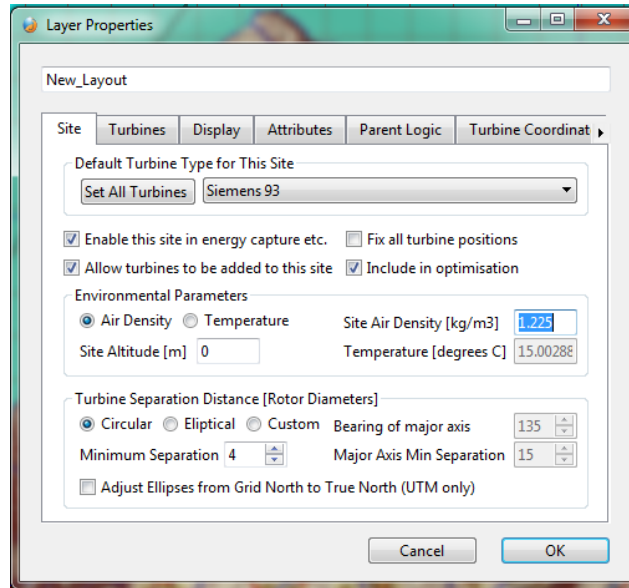 Layer Properties
New_Layout
Site Turbines Display Attributes Parent Logic Turbine Coordinat
Default Turbine Type for This Site
Set All Turbines Siemens 93
Enable this site in energy capture etc. Fix all turbine positions
Allow turbines to be added to this site Include in optimisation
Environmental Parameters
Air Density Temperature Site Air Density [kg/m3] 1.225
Site Altitude [m] 0 Temperature [degrees C] 15.00288
Turbine Separation Distance [Rotor Diameters]
Circular Eliptical Custom Bearing of major axis 135
Minimum Separation 4 Major Axis Min Separation 15
Adjust Ellipses from Grid North to True North (UTM only)
Cancel OK